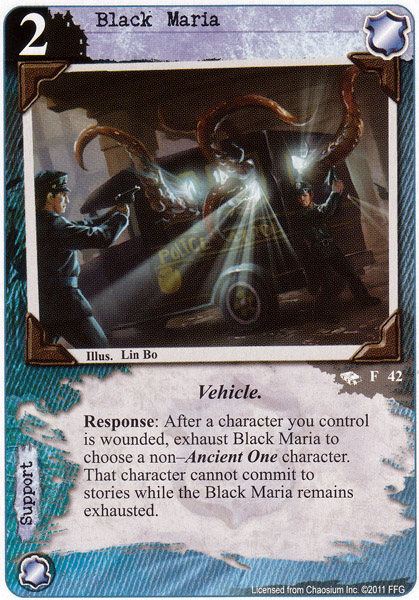 2
Black Maria
POLICE
Illus. Lin Bo
F 42
Vehicle.
Response: After a character you control
is wounded, exhaust Black Maria to
choose a non–Ancient One character.
That character cannot commit to
stories while the Black Maria remains
exhausted.
Support
Licensed from Chaosium Inc. ©2011 FFG